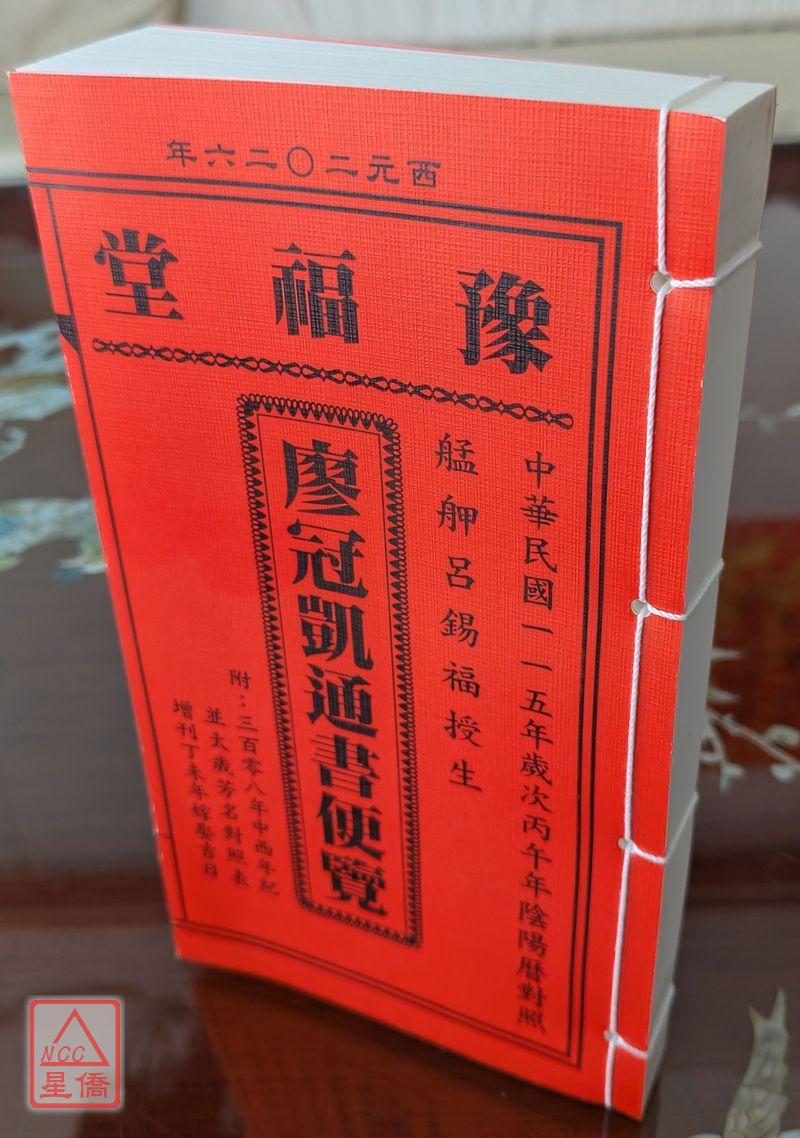 西元二〇二六年
豫福堂
中華民國一一五年歲次丙午年陰陽曆對照
艋舺呂錫福授生
廖冠凱通書便覽
附：三百零八年中西年紀
並太歲芳名對照表
增刊丁未年嫁娶吉日
NCC
星僑